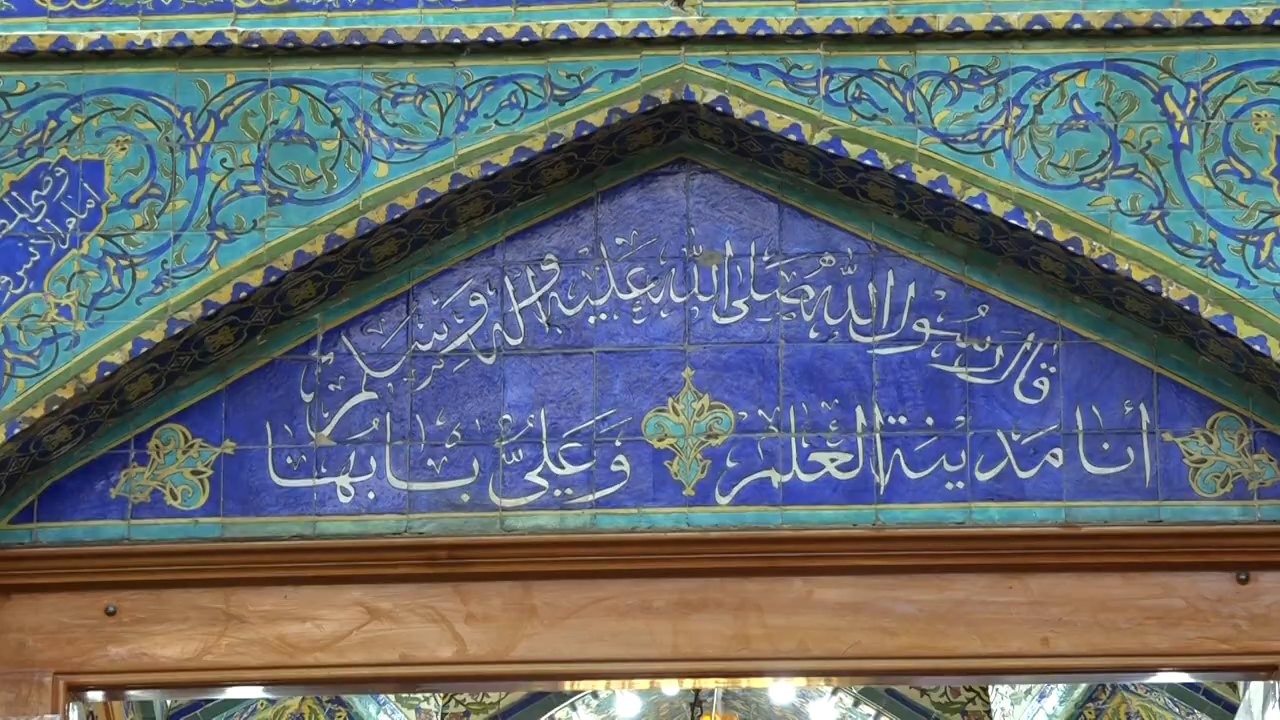 قال رسول الله صلى الله عليه وآله وسلم
أنا مدينة العلم وعلي بابها